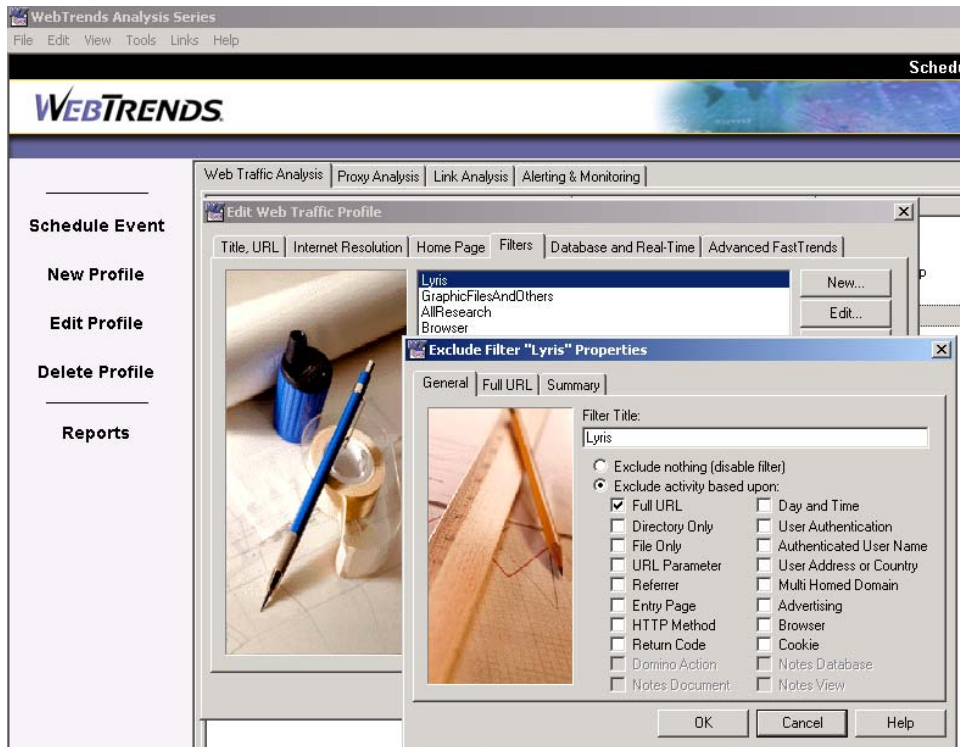 WebTrends Analysis Series
File Edit View Tools Links Help
Sched
WEBTRENDS
Schedule Event
New Profile
Edit Profile
Delete Profile
Reports
Web Traffic Analysis Proxy Analysis Link Analysis Alerting & Monitoring
Edit Web Traffic Profile
Title, URL Internet Resolution Home Page Filters Database and Real-Time Advanced FastTrends
Lyris
GraphicFilesAndOthers
AllResearch
Browser
New...
Edit...
p
Exclude Filter "Lyris" Properties
General Full URL Summary
Filter Title:
Lyris
Exclude nothing (disable filter)
Exclude activity based upon:
Full URL Day and Time
Directory Only User Authentication
File Only Authenticated User Name
URL Parameter User Address or Country
Referrer Multi Homed Domain
Entry Page Advertising
HTTP Method Browser
Return Code Cookie
Domino Action Notes Database
Notes Document Notes View
OK Cancel Help